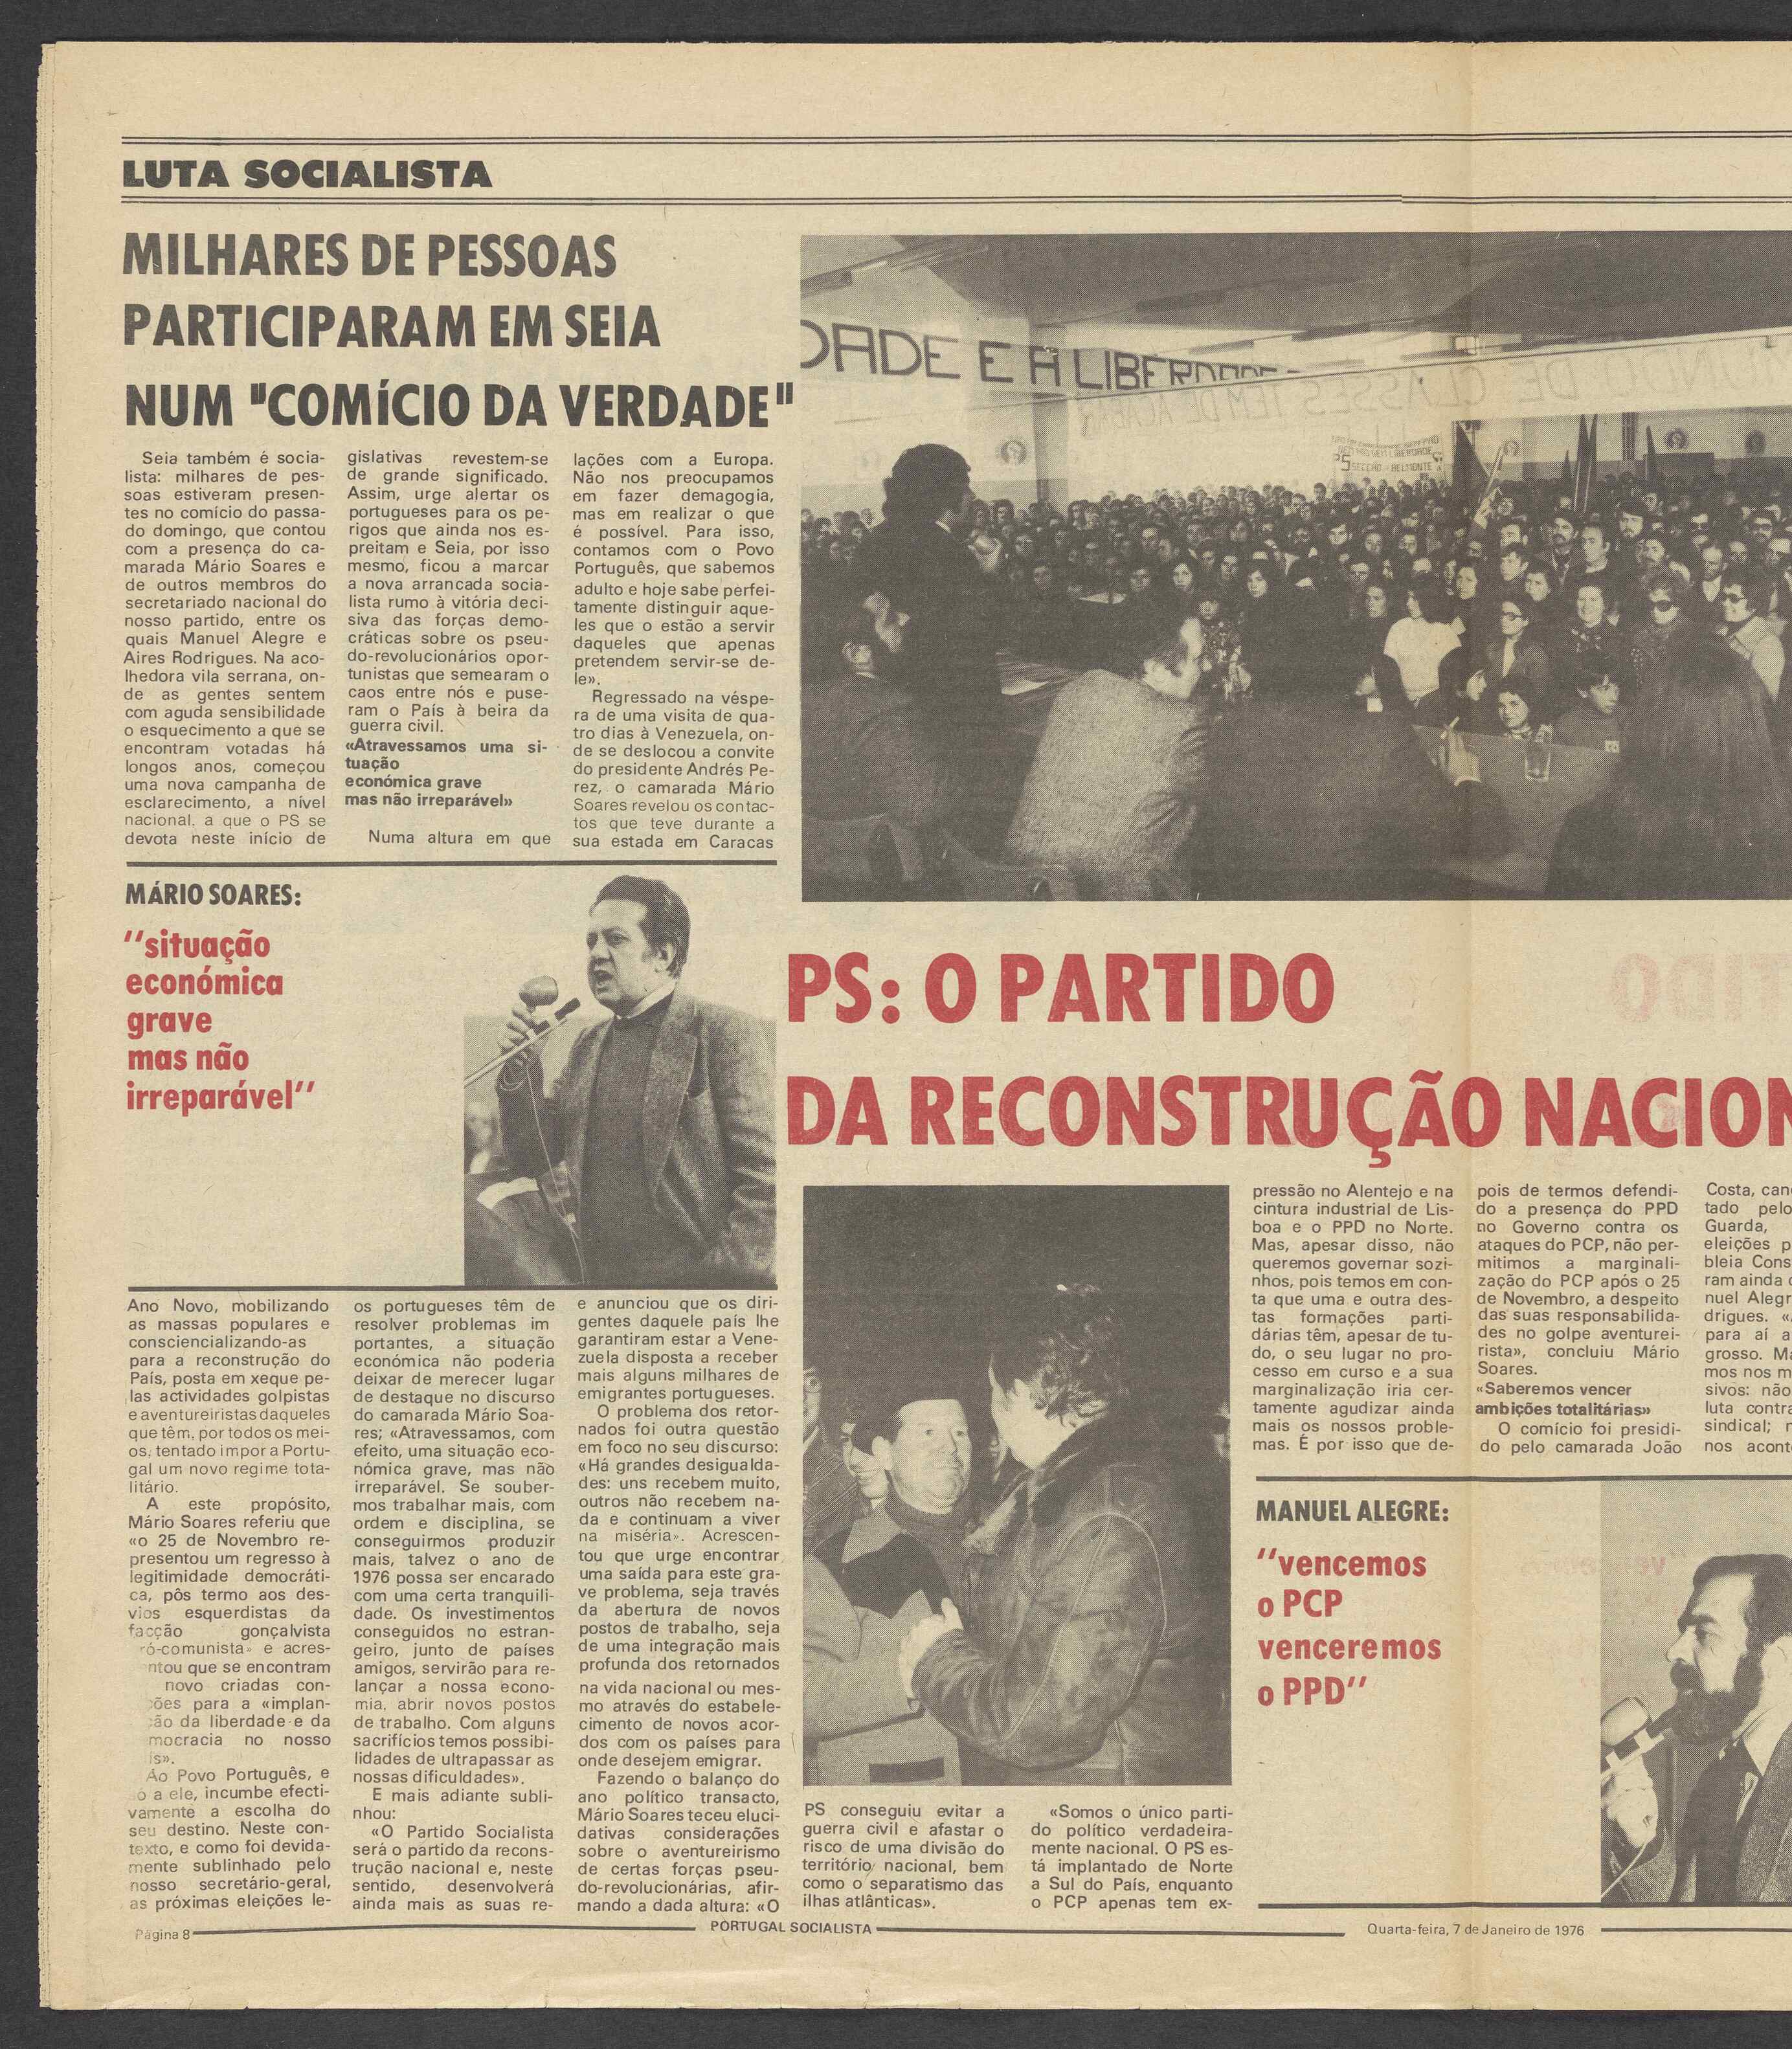 LUTA SOCIALISTA
MILHARES DE PESSOAS
PARTICIPARAM EM SEIA
NUM "COMÍCIO DA VERDADE"
Seia também é socia-
lista: milhares de pes-
soas estiveram presen-
tes no comício do passa-
do domingo, que contou
com a presença do ca-
marada Mário Soares e
de outros membros do
secretariado nacional do
nosso partido, entre os
quais Manuel Alegre e
Aires Rodrigues. Na aco-
lhedora vila serrana, on-
de as gentes sentem
com aguda sensibilidade
o esquecimento a que se
encontram votadas há
longos anos, começou
uma nova campanha de
esclarecimento, a nível
nacional, a que o PS se
devota neste início de
Ano Novo, mobilizando
as massas populares e
consciencializando-as
para a reconstrução do
País, posta em xeque pe-
las actividades golpistas
e aventureiristas daqueles
que têm, por todos os mei-
os, tentado impor a Portu-
gal um novo regime tota-
litário.
A este propósito,
Mário Soares referiu que
«o 25 de Novembro re-
presentou um regresso à
legitimidade democráti-
ca, pôs termo aos des-
vios esquerdistas da
facção gonçalvista
ró-comunista» e acres-
ntou que se encontram
novo criadas con-
ções para a «implan-
ção da liberdade e da
mocracia no nosso
ís».
Ao Povo Português, e
ó a ele, incumbe efecti-
vamente a escolha do
seu destino. Neste con-
texto, e como foi devida-
mente sublinhado pelo
nosso secretário-geral,
as próximas eleições le-
gislativas revestem-se
de grande significado.
Assim, urge alertar os
portugueses para os pe-
rigos que ainda nos es-
preitam e Seia, por isso
mesmo, ficou a marcar
a nova arrancada socia-
lista rumo à vitória deci-
siva das forças demo-
cráticas sobre os pseu-
do-revolucionários opor-
tunistas que semearam o
caos entre nós e puse-
ram o País à beira da
guerra civil.
«Atravessamos uma si-
tuação
económica grave
mas não irreparável»
Numa altura em que
os portugueses têm de
resolver problemas im
portantes, a situação
económica não poderia
deixar de merecer lugar
de destaque no discurso
do camarada Mário Soa-
res; «Atravessamos, com
efeito, uma situação eco-
nómica grave, mas não
irreparável. Se souber-
mos trabalhar mais, com
ordem e disciplina, se
conseguirmos produzir
mais, talvez o ano de
1976 possa ser encarado
com uma certa tranquili-
dade. Os investimentos
conseguidos no estran-
geiro, junto de países
amigos, servirão para re-
lançar a nossa econo-
mia, abrir novos postos
de trabalho. Com alguns
sacrifícios temos possibi-
lidades de ultrapassar as
nossas dificuldades».
E mais adiante subli-
nhou:
«O Partido Socialista
será o partido da recons-
trução nacional e, neste
sentido, desenvolverá
ainda mais as suas re-
lações com a Europa.
Não nos preocupamos
em fazer demagogia,
mas em realizar o que
é possível. Para isso,
contamos com o Povo
Português, que sabemos
adulto e hoje sabe perfei-
tamente distinguir aque-
les que o estão a servir
daqueles que apenas
pretendem servir-se de-
le».
Regressado na véspe-
ra de uma visita de qua-
tro dias à Venezuela, on-
de se deslocou a convite
do presidente Andrés Pe-
rez, o camarada Mário
Soares revelou os contac-
tos que teve durante a
sua estada em Caracas
e anunciou que os diri-
gentes daquele país lhe
garantiram estar a Vene-
zuela disposta a receber
mais alguns milhares de
emigrantes portugueses.
O problema dos retor-
nados foi outra questão
em foco no seu discurso:
«Há grandes desigualda-
des: uns recebem muito,
outros não recebem na-
da e continuam a viver
na miséria». Acrescen-
tou que urge encontrar
uma saída para este gra-
ve problema, seja través
da abertura de novos
postos de trabalho, seja
de uma integração mais
profunda dos retornados
na vida nacional ou mes-
mo através do estabele-
cimento de novos acor-
dos com os países para
onde desejem emigrar.
Fazendo o balanço do
ano político transacto,
Mário Soares teceu eluci-
dativas considerações
sobre o aventureirismo
de certas forças pseu-
do-revolucionárias, afir-
mando a dada altura: «O
MÁRIO SOARES:
"situação
económica
grave
mas não
irreparável"
DADE E A LIBERDADE
SECÇÃO BELMONTE
PS: O PARTIDO
DA RECONSTRUÇÃO NACION
PS conseguiu evitar a
guerra civil e afastar o
risco de uma divisão do
território nacional, bem
como o separatismo das
ilhas atlânticas».
«Somos o único parti-
do político verdadeira-
mente nacional. O PS es-
tá implantado de Norte
a Sul do País, enquanto
o PCP apenas tem ex-
pressão no Alentejo e na
cintura industrial de Lis-
boa e o PPD no Norte.
Mas, apesar disso, não
queremos governar sozi-
nhos, pois temos em con-
ta que uma e outra des-
tas formações parti-
dárias têm, apesar de tu-
do, o seu lugar no pro-
cesso em curso e a sua
marginalização iria cer-
tamente agudizar ainda
mais os nossos proble-
mas. É por isso que de-
pois de termos defendi-
do a presença do PPD
no Governo contra os
ataques do PCP, não per-
mitimos a marginali-
zação do PCP após o 25
de Novembro, a despeito
das suas responsabilida-
des no golpe aventurei-
rista», concluiu Mário
Soares.
«Saberemos vencer
ambições totalitárias»
O comício foi presidi-
do pelo camarada João
Costa, can
tado pelo
Guarda,
eleições p
bleia Cons
ram ainda
nuel Alegr
drigues. «
para aí a
grosso. Ma
mos nos m
sivos: não
luta contra
sindical; n
nos acont
MANUEL ALEGRE:
"vencemos
o PCP
venceremos
o PPD"
Página 8
PORTUGAL SOCIALISTA
Quarta-feira, 7 de Janeiro de 1976